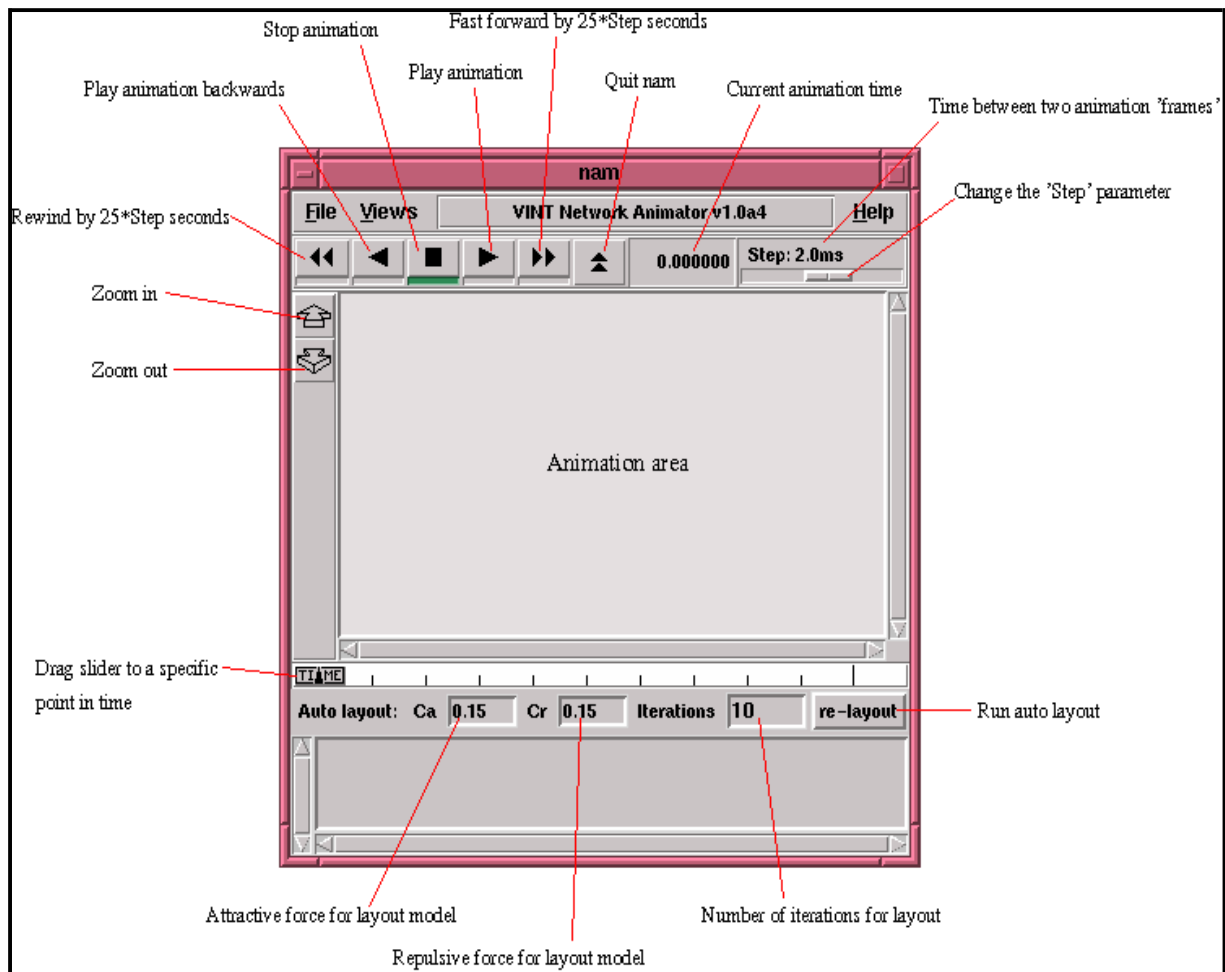 Fast forward by 25*Step seconds
Stop animation
Play animation
Quit nam
Play animation backwards
Current animation time
Time between two animation 'frames'
nam
Change the 'Step' parameter
Rewind by 25*Step seconds
File Views VINT Network Animator v1.0a4 Help
0.000000 Step: 2.0ms
Zoom in
Zoom out
Animation area
Drag slider to a specific
point in time
TIME
Auto layout: Ca 0.15 Cr 0.15 Iterations 10 re-layout
Run auto layout
Attractive force for layout model
Number of iterations for layout
Repulsive force for layout model